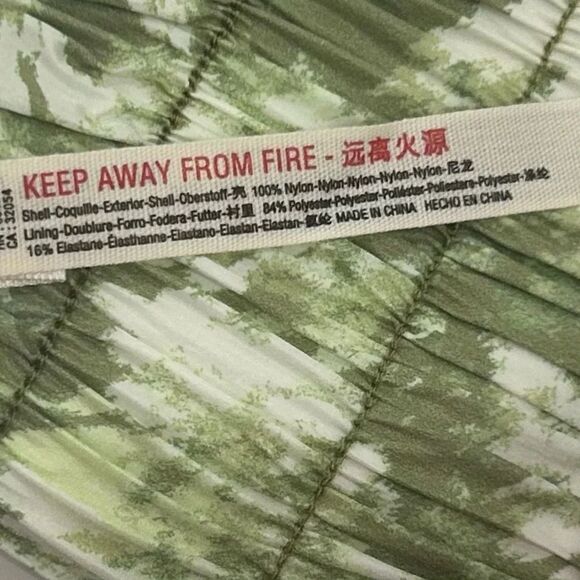 KEEP AWAY FROM FIRE - 远离火源
Shell-Coquille-Exterior-Shell-Oberstoff-壳 100% Nylon-Nylon-Nylon-Nylon-Nylon-尼龙
Lining-Doublure-Forro-Fodera-Futter-衬里 84% Polyester-Polyester-Poliéster-Poliestere-Polyester-涤纶
16% Elastane-Élasthanne-Elastano-Elastan-Elastan-氨纶 MADE IN CHINA HECHO EN CHINA
CA : 32054